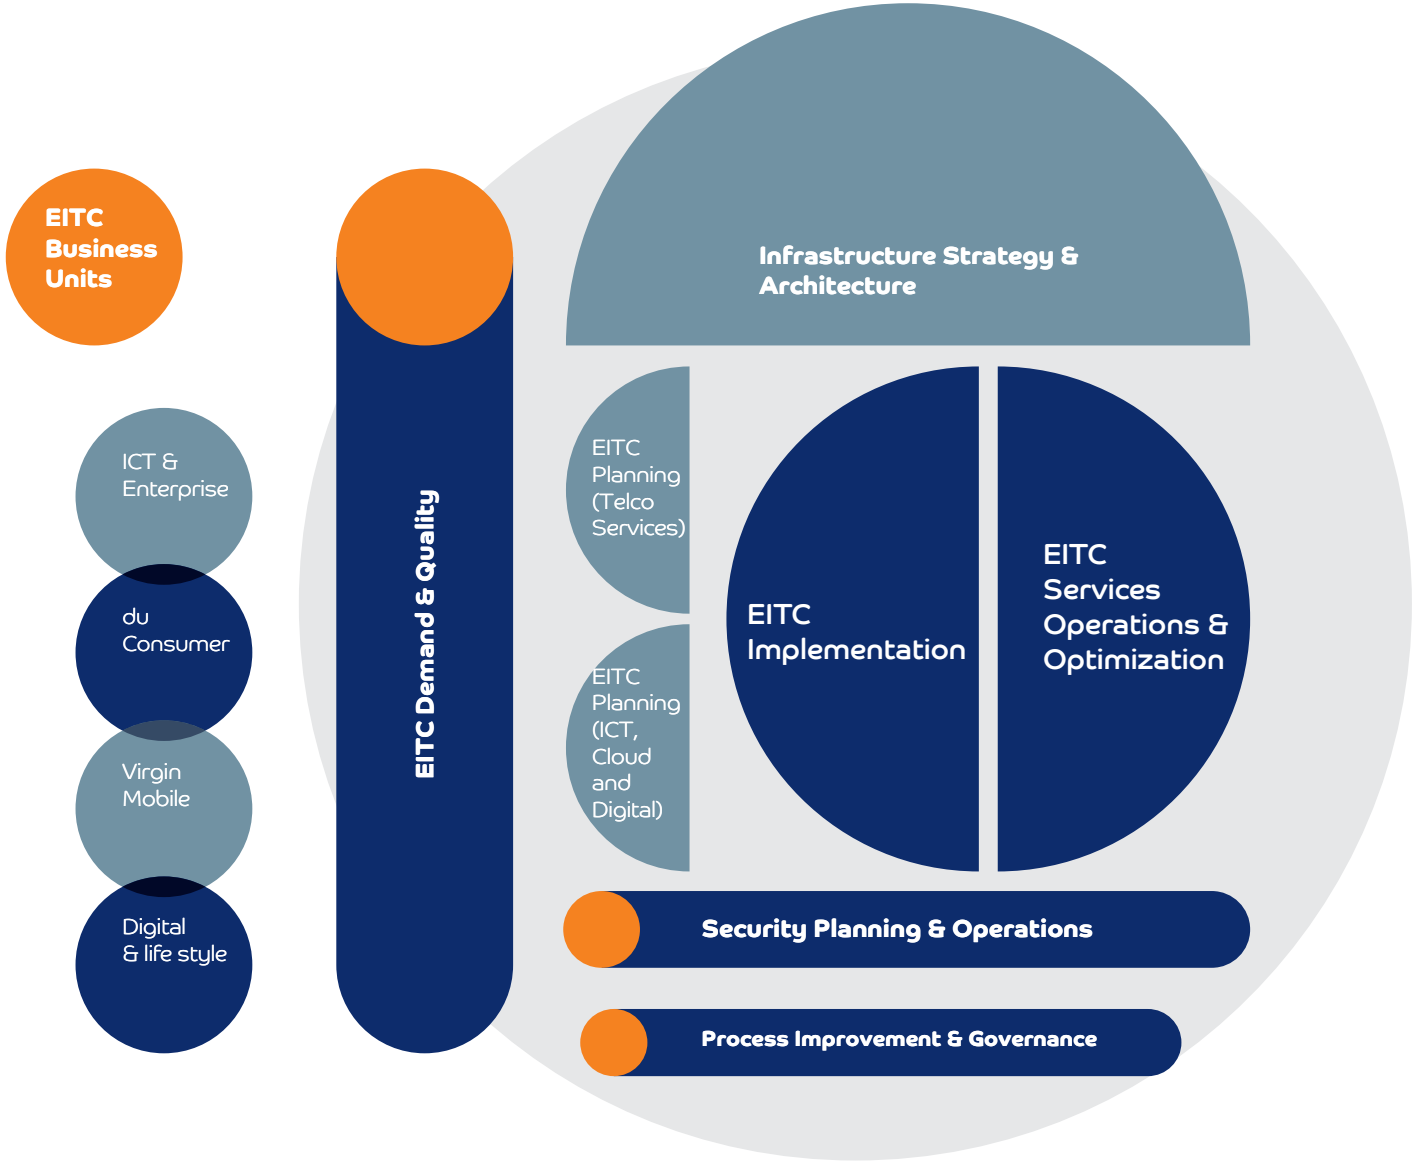 EITC
Business
Units
ICT &
Enterprise
du
Consumer
Virgin
Mobile
Digital
& life style
EITC Demand & Quality
Infrastructure Strategy &
Architecture
EITC
Planning
(Telco
Services)
EITC
Planning
(ICT,
Cloud
and
Digital)
EITC
Implementation
EITC
Services
Operations &
Optimization
Security Planning & Operations
Process Improvement & Governance